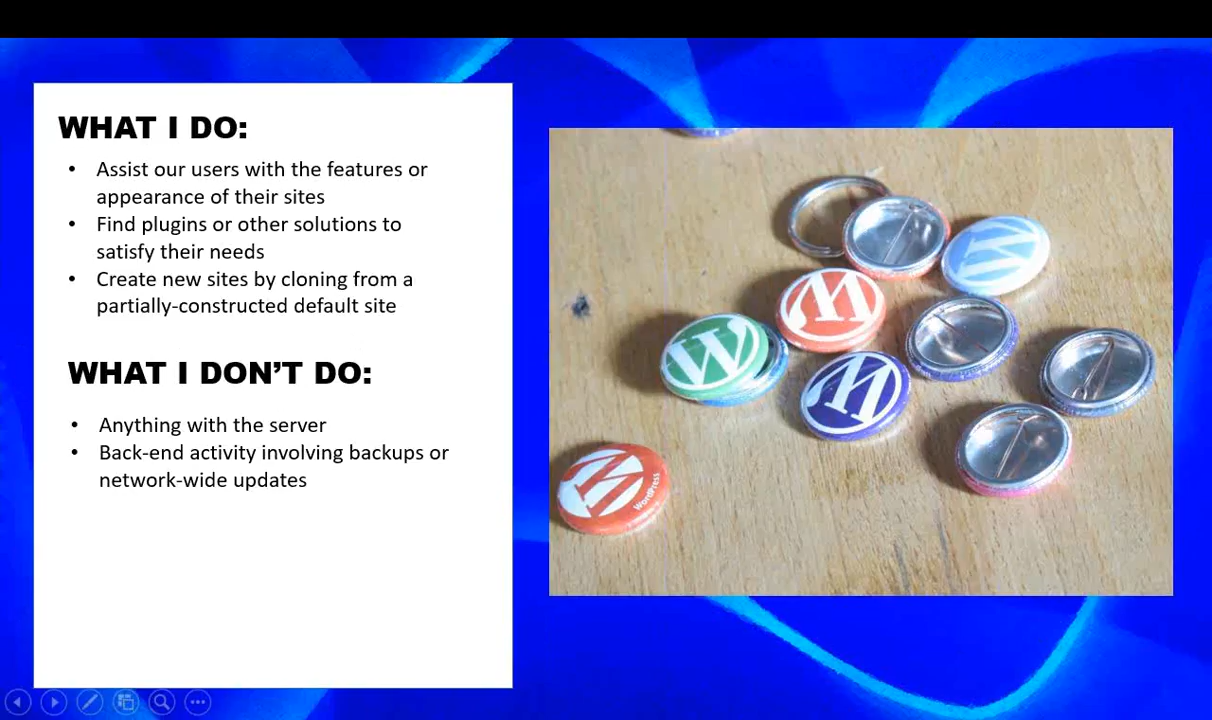 WHAT I DO:
• Assist our users with the features or
appearance of their sites
• Find plugins or other solutions to
satisfy their needs
• Create new sites by cloning from a
partially-constructed default site
WHAT I DON’T DO:
• Anything with the server
• Back-end activity involving backups or
network-wide updates
W
W
W
W
W
WordPress